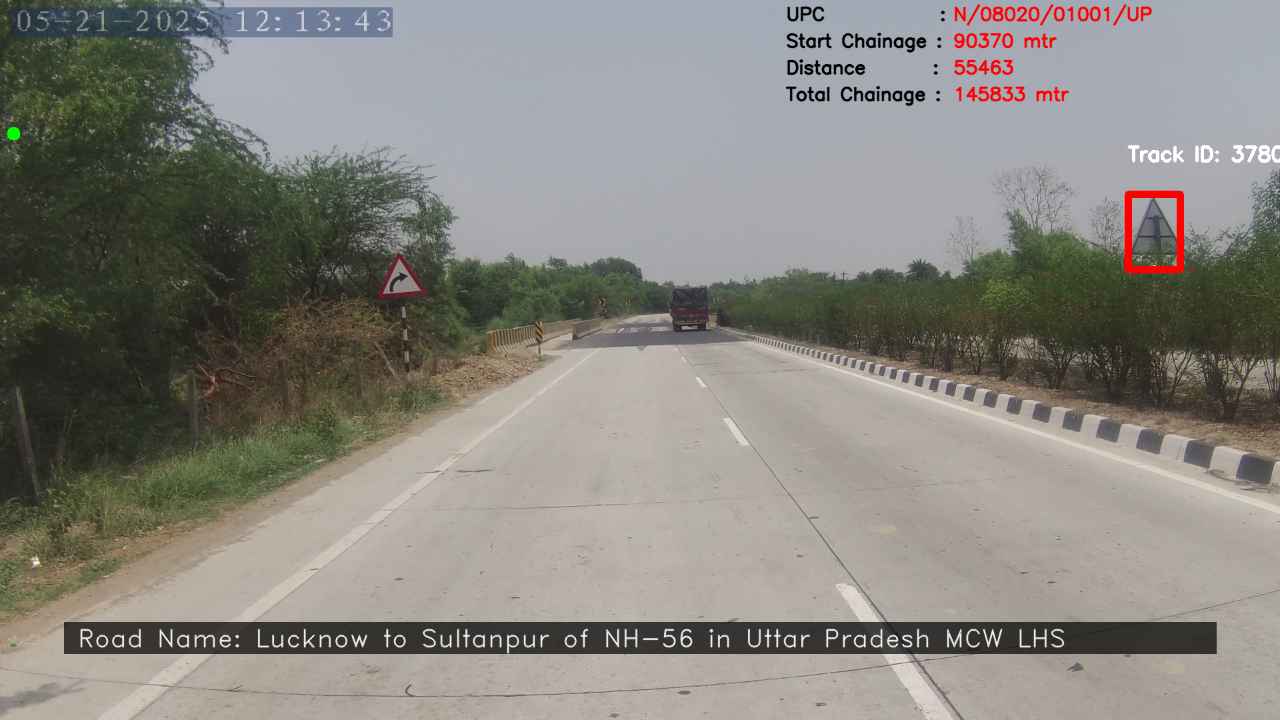 05-21-2025 12:13:43
UPC : N/08020/01001/UP
Start Chainage : 90370 mtr
Distance : 55463
Total Chainage : 145833 mtr
Track ID: 3780
Road Name: Lucknow to Sultanpur of NH-56 in Uttar Pradesh MCW LHS